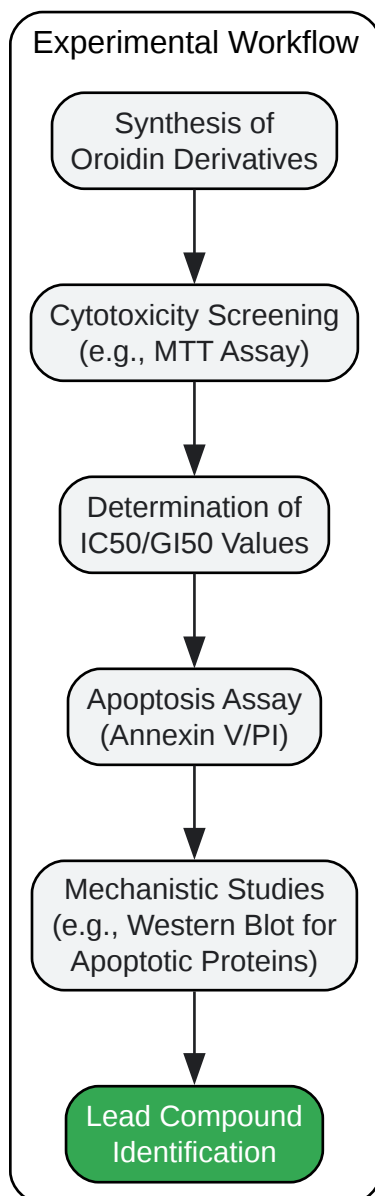 Experimental Workflow
Synthesis of
Oroidin Derivatives
Cytotoxicity Screening
(e.g., MTT Assay)
Determination of
IC50/GI50 Values
Apoptosis Assay
(Annexin V/PI)
Mechanistic Studies
(e.g., Western Blot for
Apoptotic Proteins)
Lead Compound
Identification